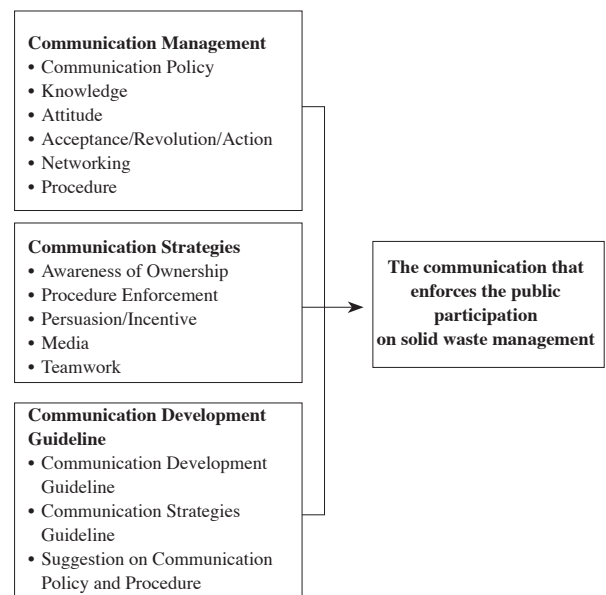 Communication Management
• Communication Policy
• Knowledge
• Attitude
• Acceptance/Revolution/Action
• Networking
• Procedure
Communication Strategies
• Awareness of Ownership
• Procedure Enforcement
• Persuasion/Incentive
• Media
• Teamwork
Communication Development
Guideline
• Communication Development
Guideline
• Communication Strategies
Guideline
• Suggestion on Communication
Policy and Procedure
The communication that
enforces the public
participation
on solid waste management